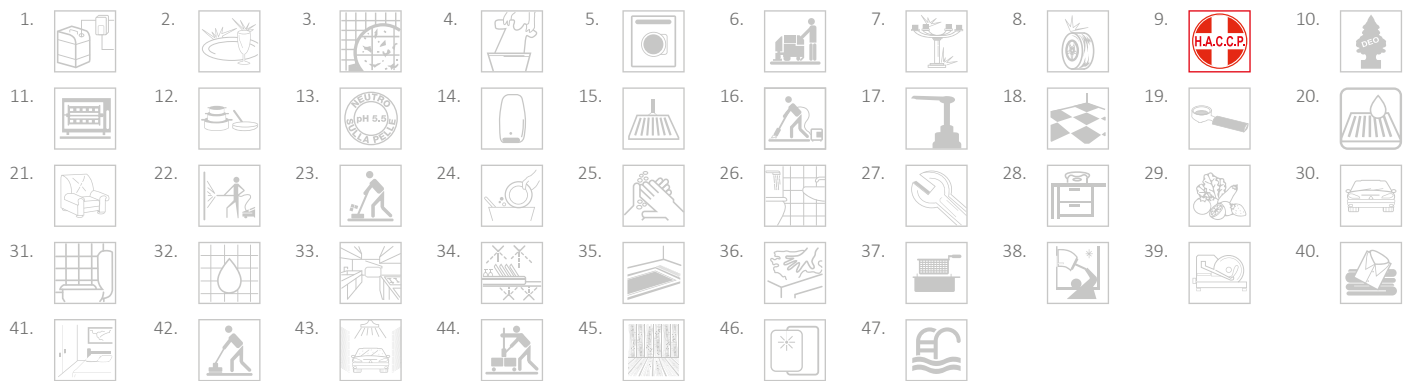 1. 2. 3. 4. 5. 6. 7. 8. 9. H.A.C.C.P. 10. DEO
11. 12. 13. NEUTRO pH 5.5 SULLA PELLE 14. 15. 16. 17. 18. 19. 20.
21. 22. 23. 24. 25. 26. 27. 28. 29. 30.
31. 32. 33. 34. 35. 36. 37. 38. 39. 40.
41. 42. 43. 44. 45. 46. 47.